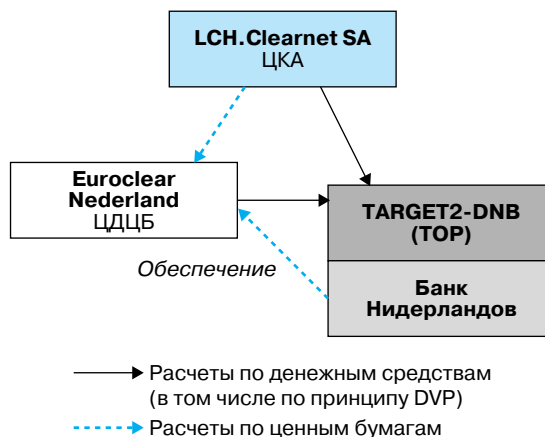 LCH.Clearnet SA
ЦКА
Euroclear
Nederland
ЦДЦБ
TARGET2-DNB
(TOP)
Обеспечение
Банк
Нидерландов
Расчеты по денежным средствам
(в том числе по принципу DVP)
Расчеты по ценным бумагам